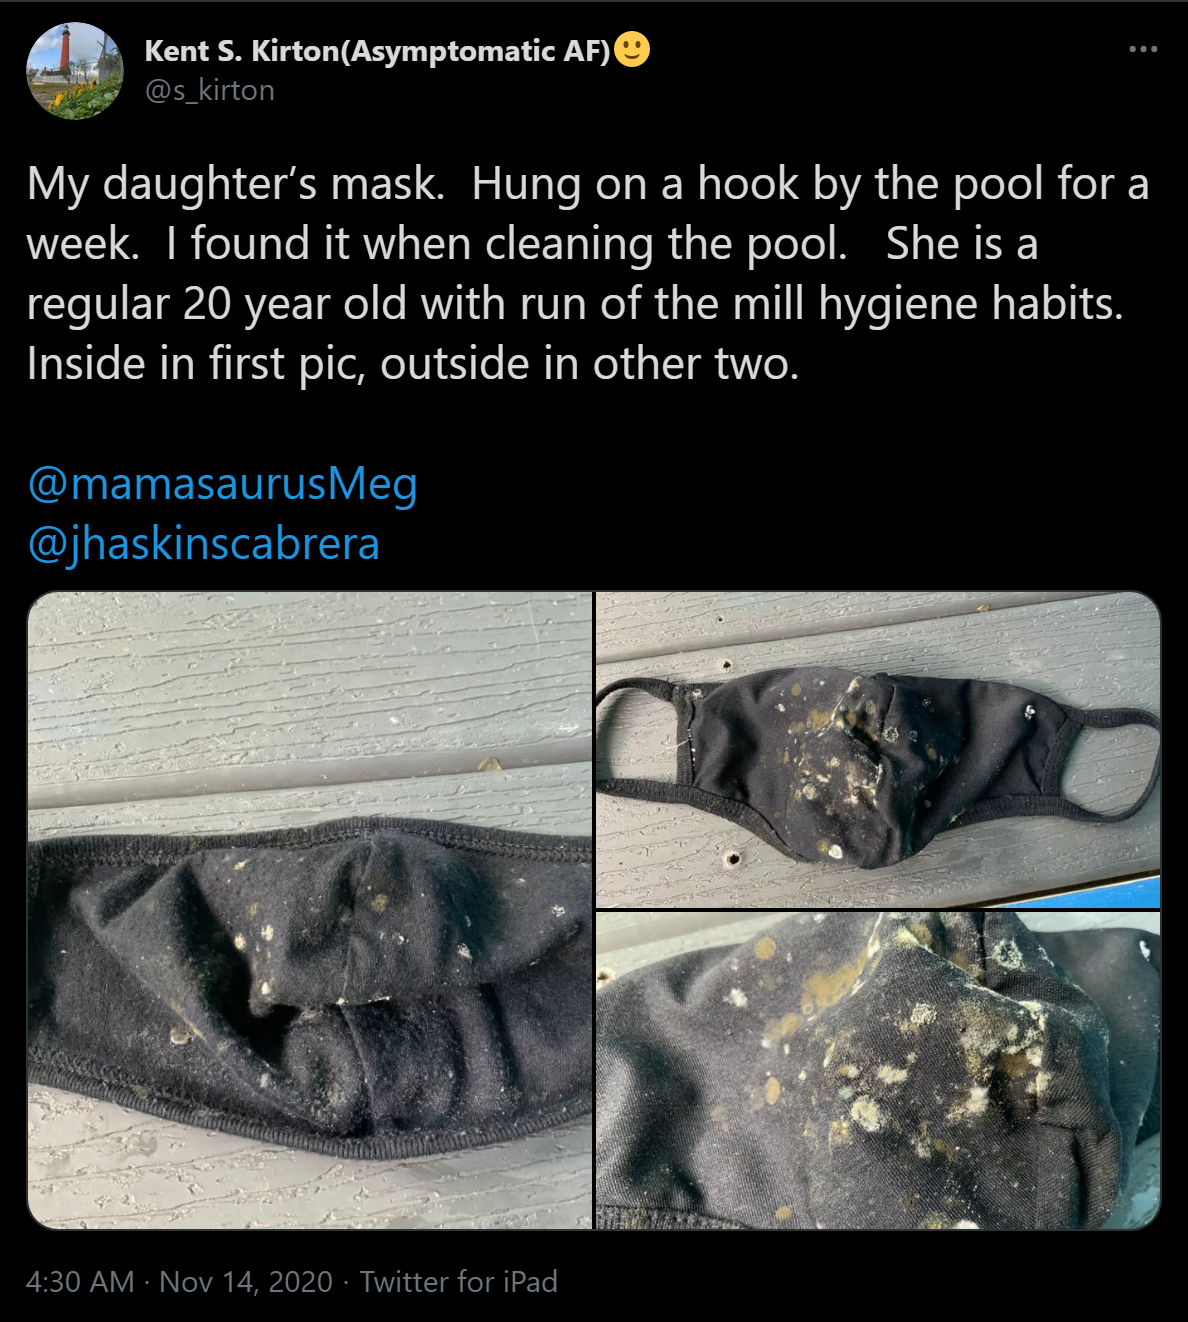 Kent S. Kirton(Asymptomatic AF)🙂
@s_kirton
My daughter’s mask.  Hung on a hook by the pool for a
week.  I found it when cleaning the pool.   She is a
regular 20 year old with run of the mill hygiene habits.
Inside in first pic, outside in other two.
@mamasaurusMeg
@jhaskinscabrera
4:30 AM · Nov 14, 2020 · Twitter for iPad